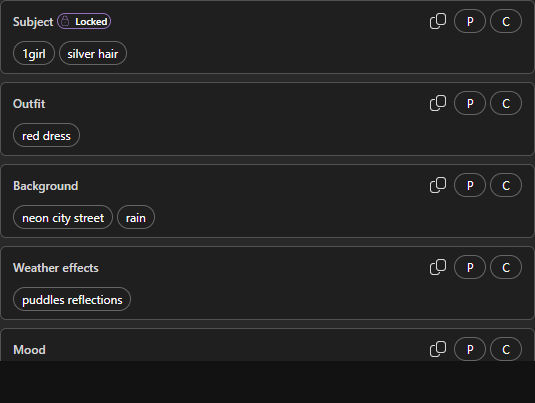 Subject Locked P C
1girl silver hair
Outfit P C
red dress
Background P C
neon city street rain
Weather effects P C
puddles reflections
Mood P C